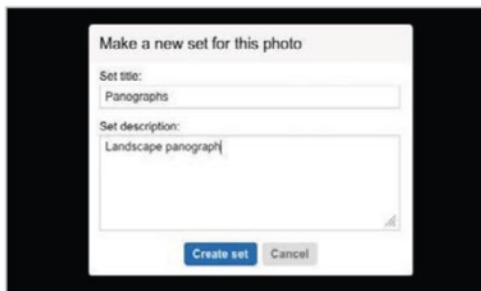 Make a new set for this photo
Set title:
Panographs
Set description:
Landscape panograph
Create set Cancel